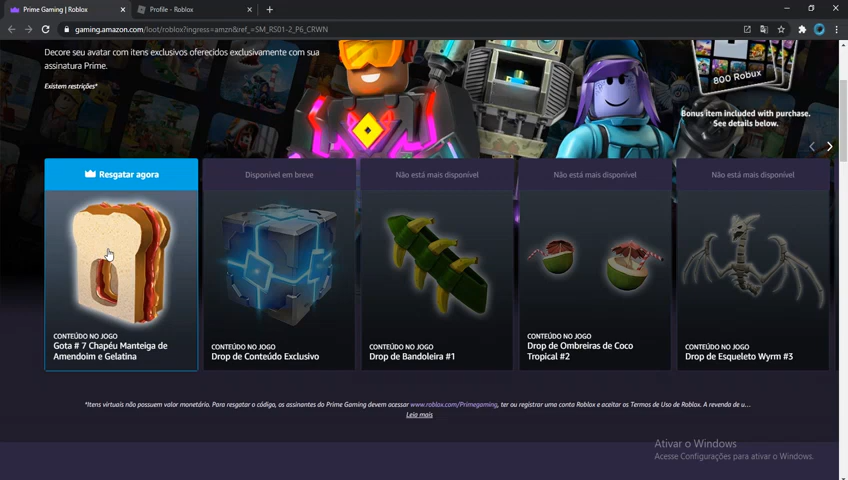 Prime Gaming | Roblox
Profile - Roblox
gaming.amazon.com/loot/roblox?ingress=amzn&ref_=SM_RS01-2_P6_CRWN
Decore seu avatar com itens exclusivos oferecidos exclusivamente com sua
assinatura Prime.
Existem restrições*
800 Roblux
Bonus item included with purchase.
See details below.
Resgatar agora
Disponível em breve
Não está mais disponível
Não está mais disponível
Não está mais disponível
CONTEÚDO NO JOGO
Gota # 7 Chapéu Manteiga de
Amendoim e Gelatina
CONTEÚDO NO JOGO
Drop de Conteúdo Exclusivo
CONTEÚDO NO JOGO
Drop de Bandoleira #1
CONTEÚDO NO JOGO
Drop de Ombreiras de Coco
Tropical #2
CONTEÚDO NO JOGO
Drop de Esqueleto Wyrm #3
*Itens virtuais não possuem valor monetário. Para resgatar o código, os assinantes do Prime Gaming devem acessar www.roblox.com/Primegaming, ter ou registrar uma conta Roblox e aceitar os Termos de Uso de Roblox. A revenda de u...
Leia mais
Ativar o Windows
Acesse Configurações para ativar o Windows.